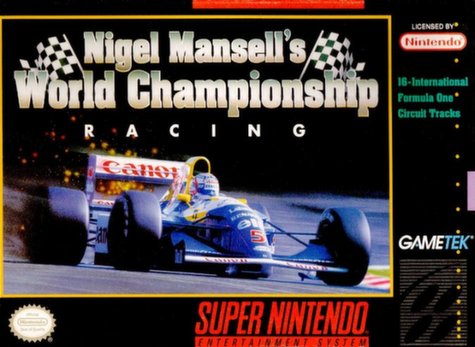 Nigel Mansell's
World Championship
RACING
LICENSED BY
Nintendo
16-International
Formula One
Circuit Tracks
Canon
5
GAMETEK
SUPER NINTENDO
ENTERTAINMENT SYSTEM
Nintendo